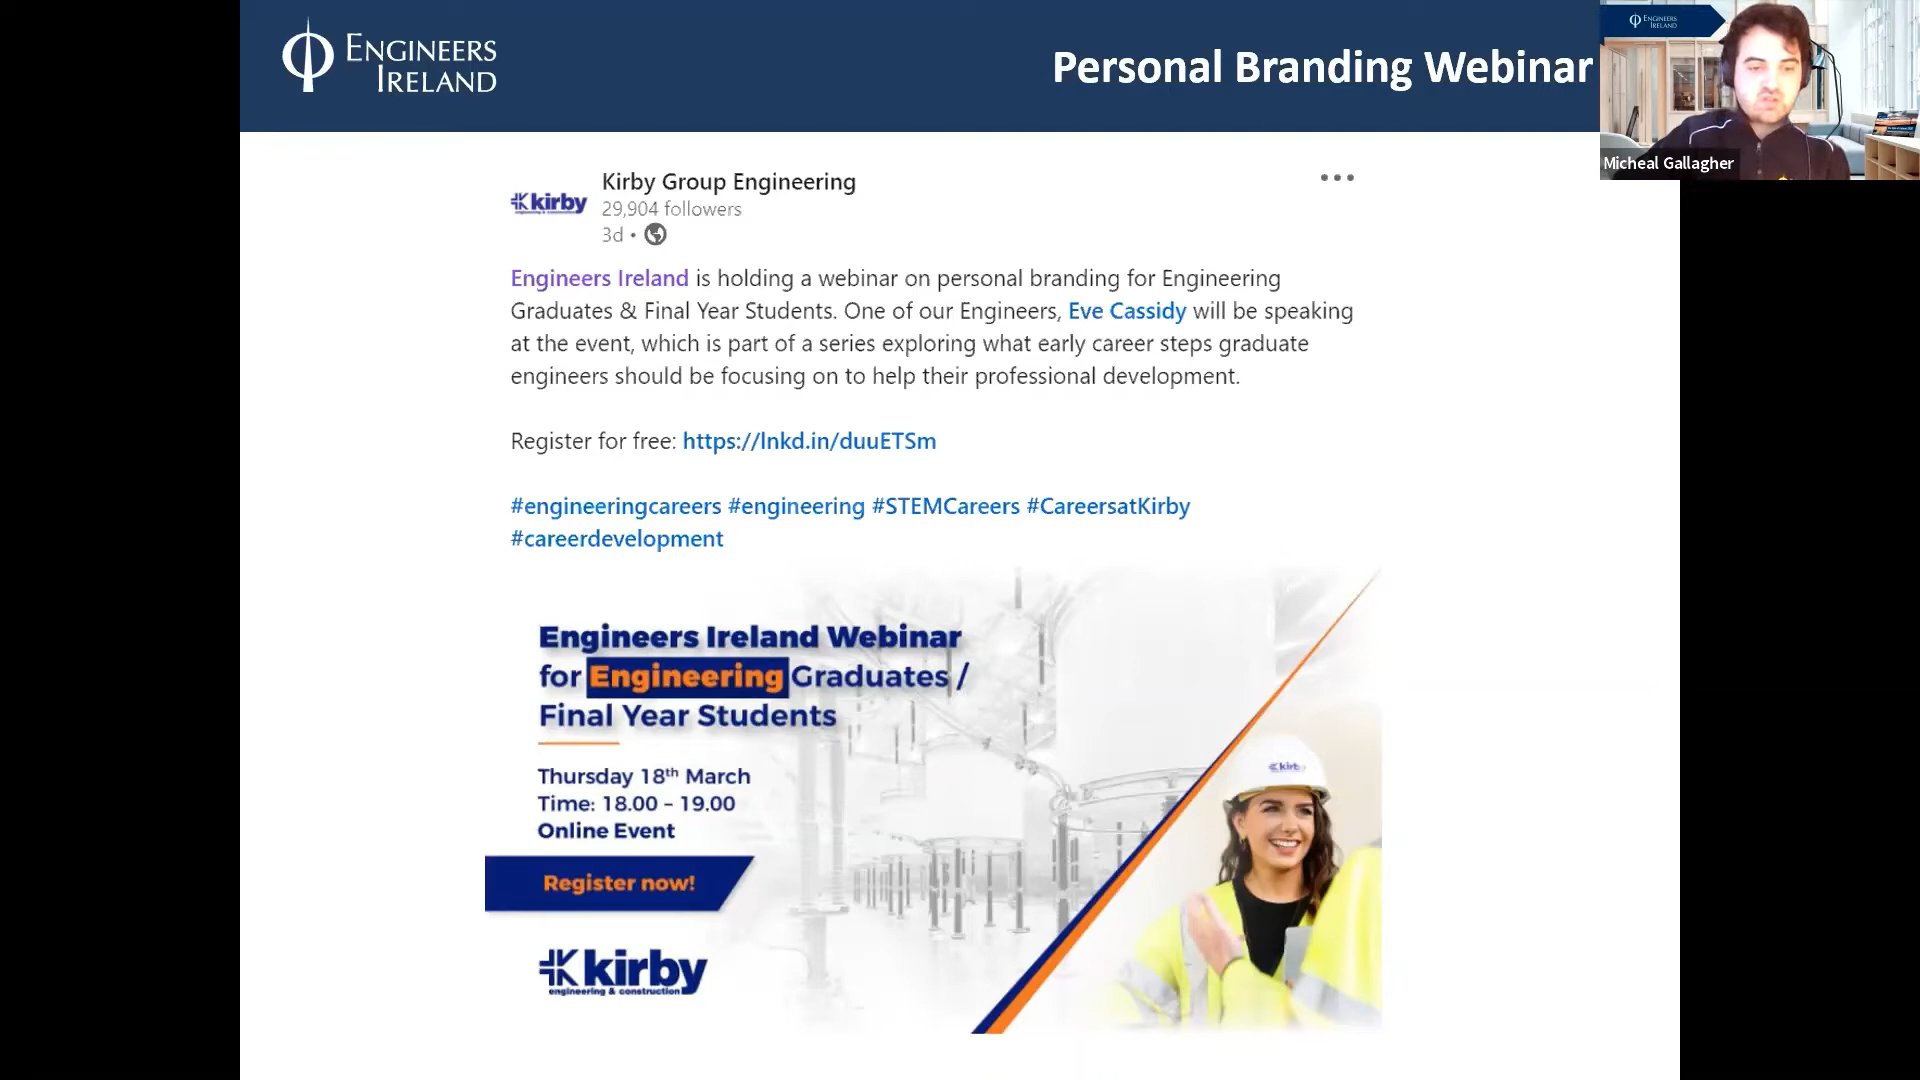 ENGINEERS
IRELAND
Personal Branding Webinar
ENGINEERS
IRELAND
Micheal Gallagher
kirby
engineering & construction
Kirby Group Engineering
29,904 followers
3d •
Engineers Ireland is holding a webinar on personal branding for Engineering
Graduates & Final Year Students. One of our Engineers, Eve Cassidy will be speaking
at the event, which is part of a series exploring what early career steps graduate
engineers should be focusing on to help their professional development.
Register for free: https://lnkd.in/duuETSm
#engineeringcareers #engineering #STEMCareers #CareersatKirby
#careerdevelopment
Engineers Ireland Webinar
for Engineering Graduates /
Final Year Students
Thursday 18th March
Time: 18.00 – 19.00
Online Event
Register now!
kirby
engineering & construction